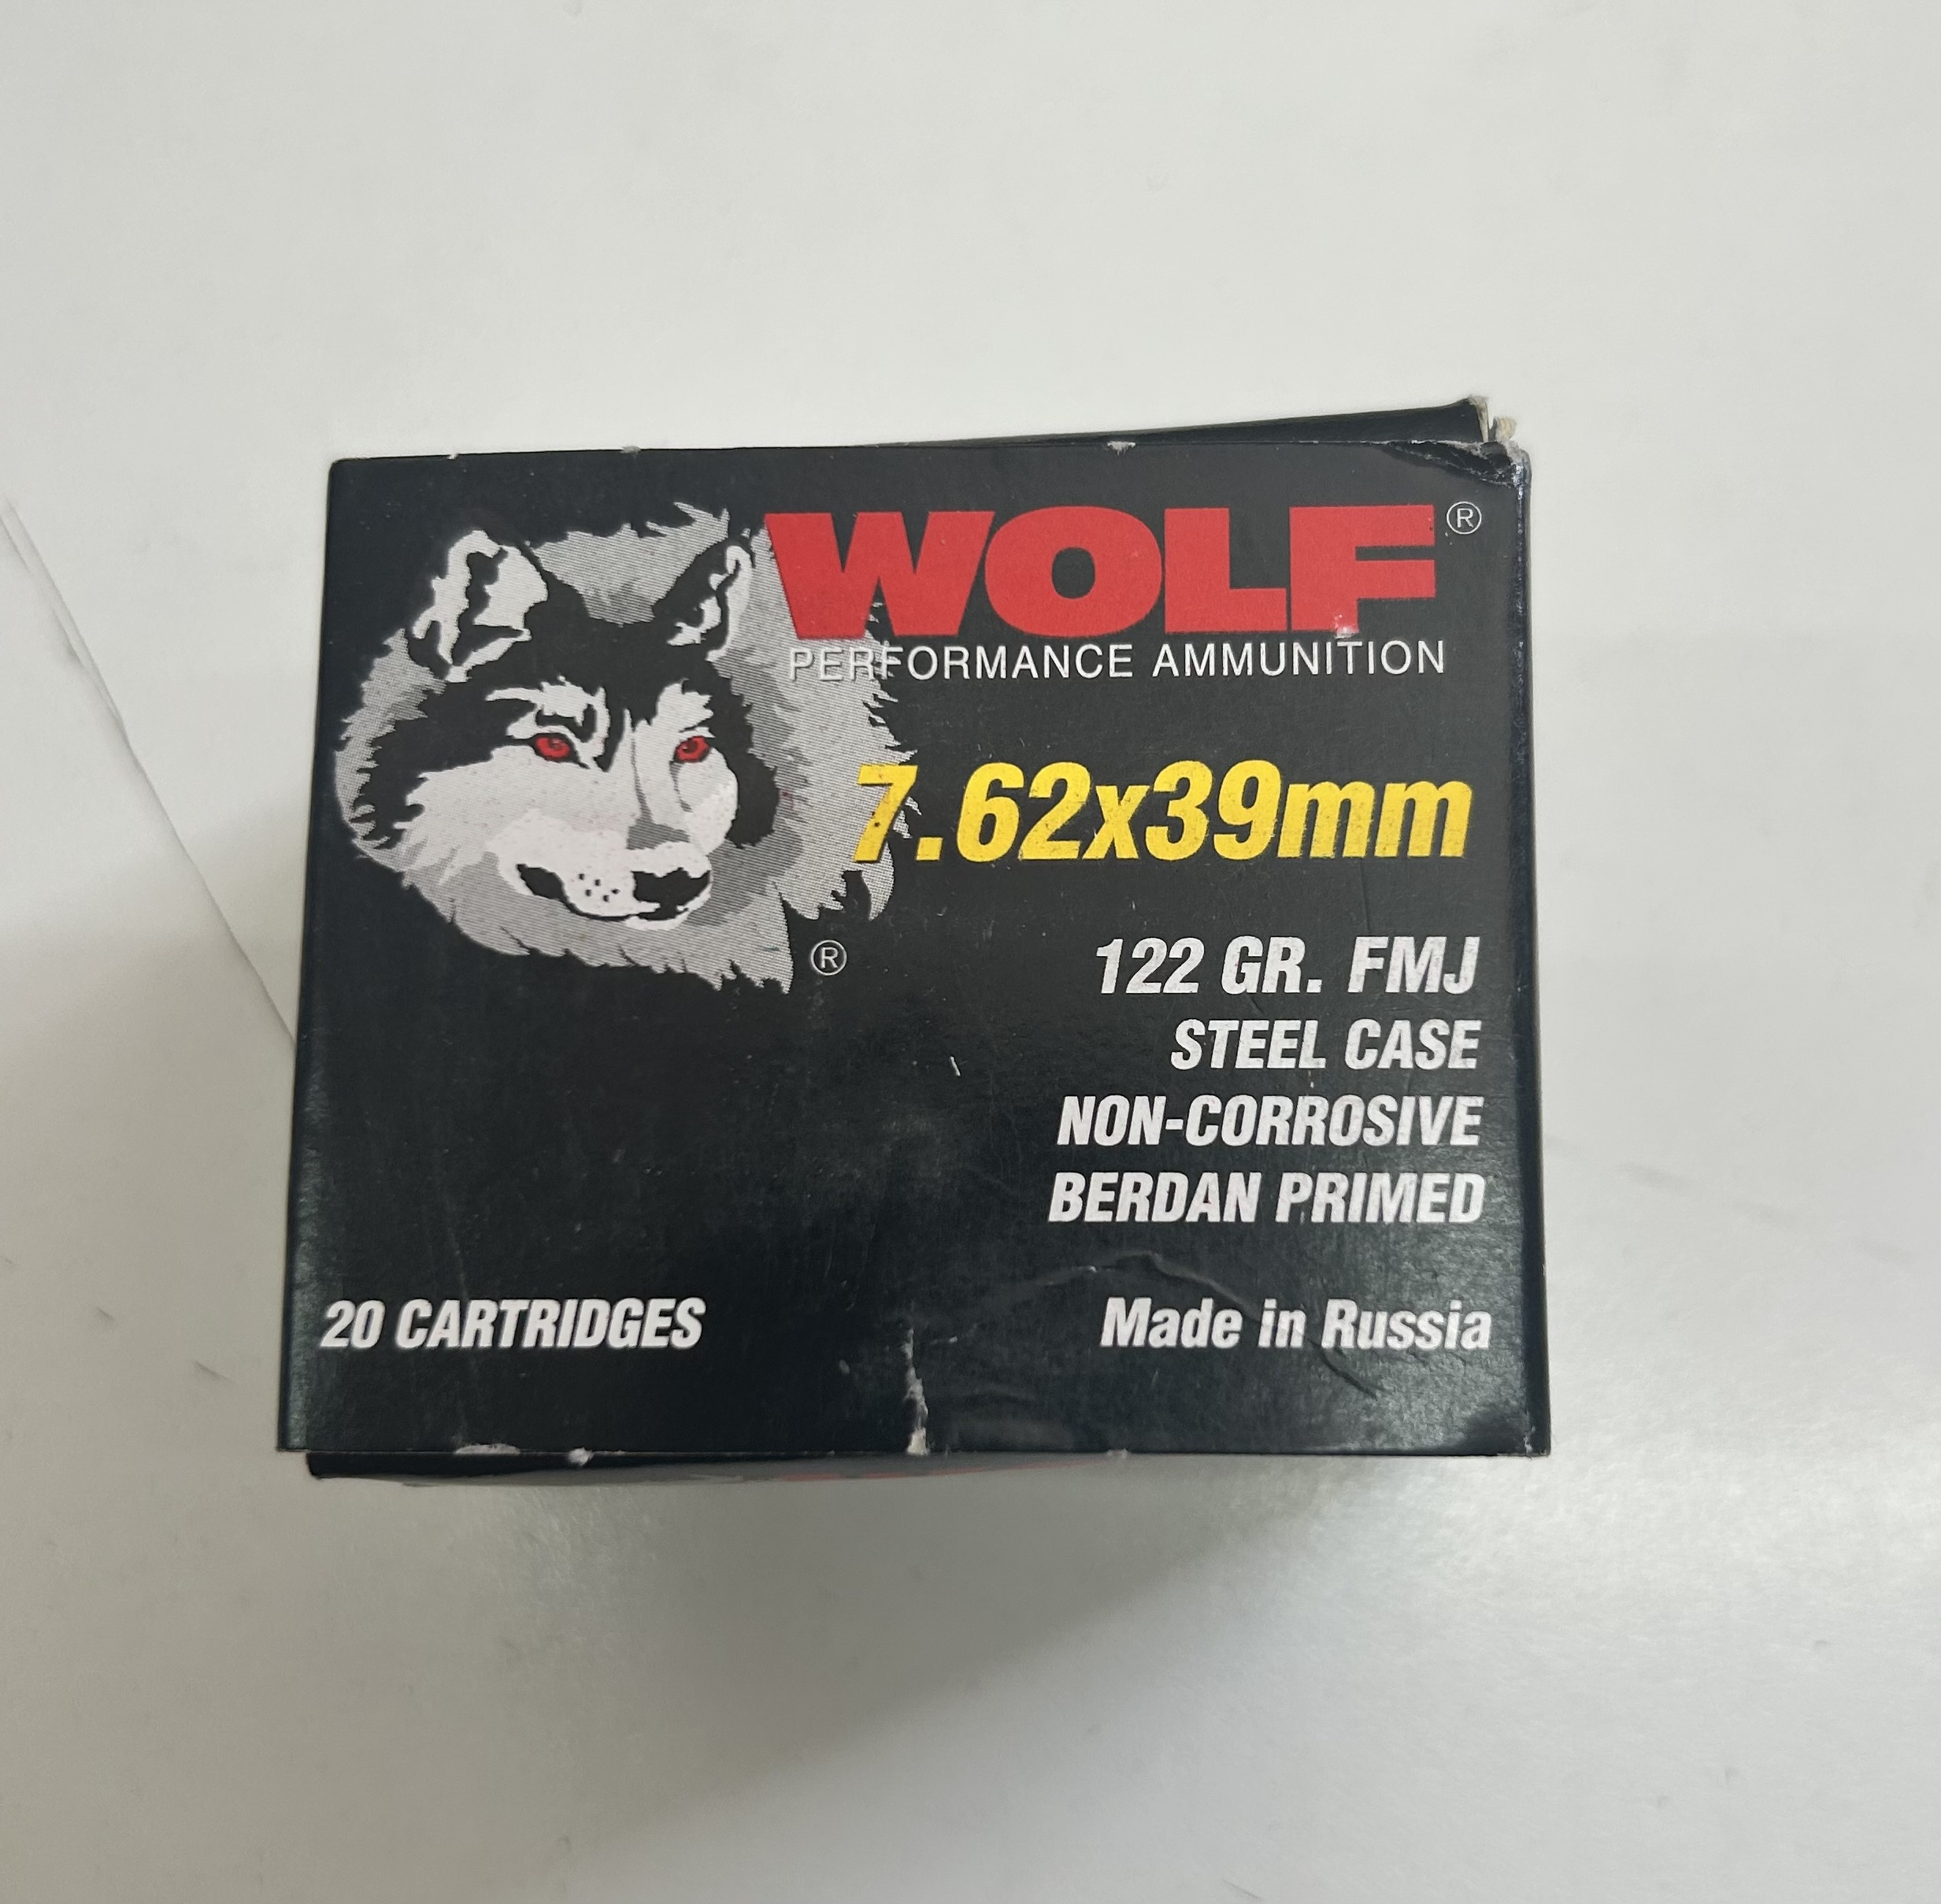 WOLF®
PERFORMANCE AMMUNITION
7.62x39mm
®
122 GR. FMJ
STEEL CASE
NON-CORROSIVE
BERDAN PRIMED
20 CARTRIDGES
Made in Russia